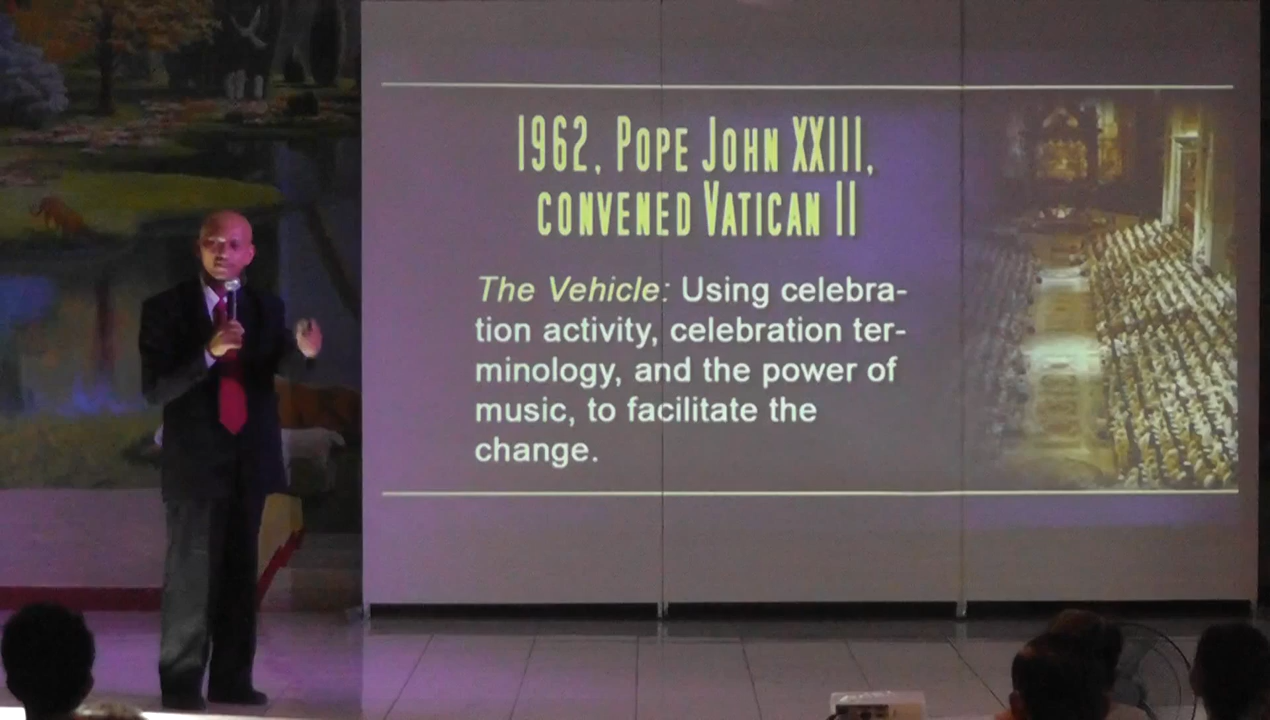 1962, Pope John XXIII,
convened Vatican II
The Vehicle: Using celebra-
tion activity, celebration ter-
minology, and the power of
music, to facilitate the
change.